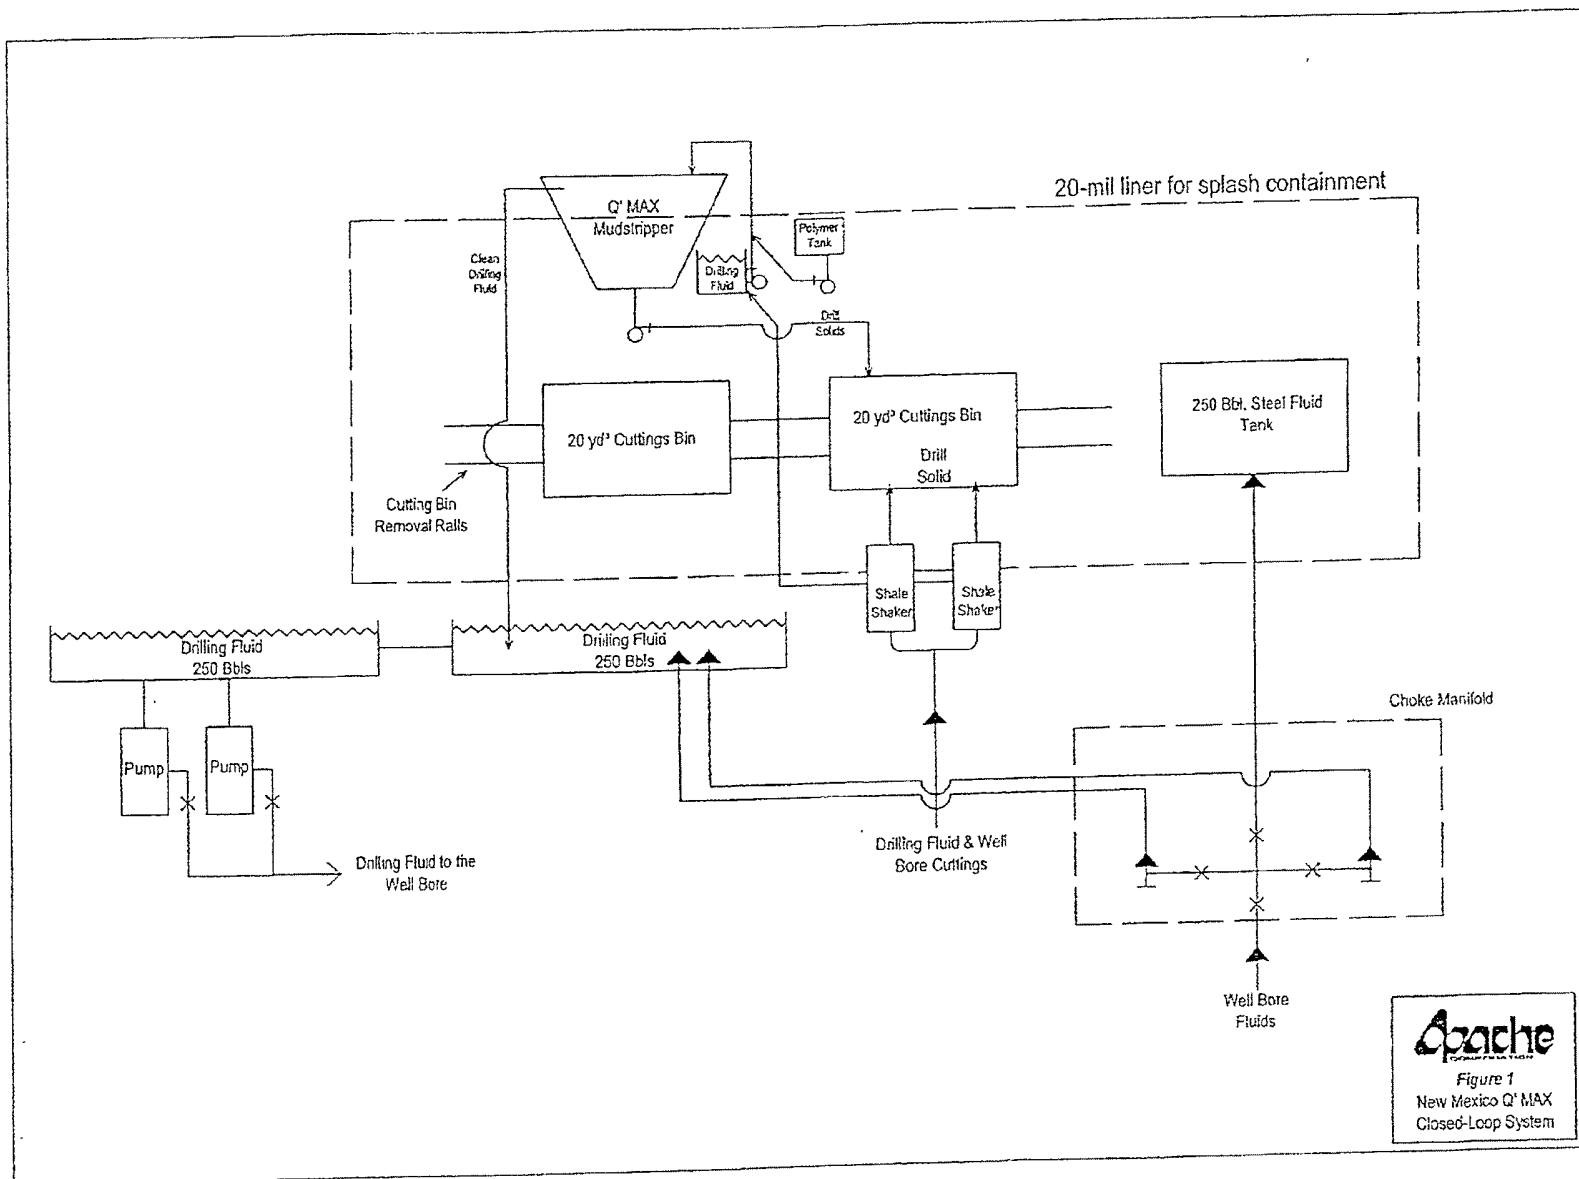 20-mil liner for splash containment
Q' MAX
Mudstripper
Polymer
Tank
Clean
Drilling
Fluid
Drilling
Fluid
Drill
Solids
20 yd³ Cuttings Bin
20 yd³ Cuttings Bin
Drill
Solid
250 Bbl. Steel Fluid
Tank
Cutting Bin
Removal Rails
Shale
Shaker
Shale
Shaker
Drilling Fluid
250 Bbls
Drilling Fluid
250 Bbls
Choke Manifold
Pump
Pump
Drilling Fluid to the
Well Bore
Drilling Fluid & Well
Bore Cuttings
Well Bore
Fluids
Apache
CORPORATION
Figure 1
New Mexico Q' MAX
Closed-Loop System